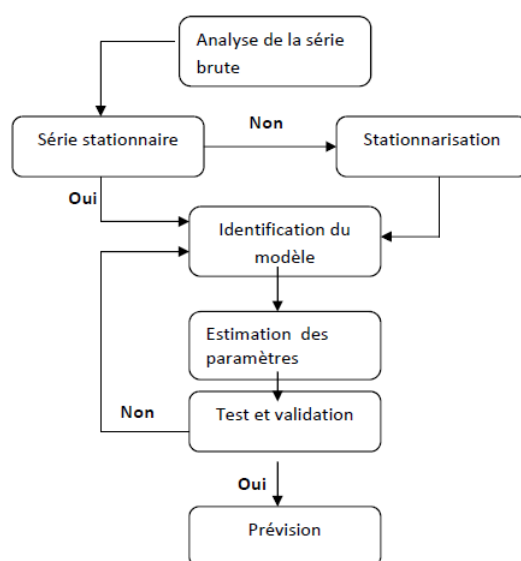 Analyse de la série
brute
Non
Série stationnaire
Stationnarisation
Oui
Identification du
modèle
Estimation des
paramètres
Non
Test et validation
Oui
Prévision